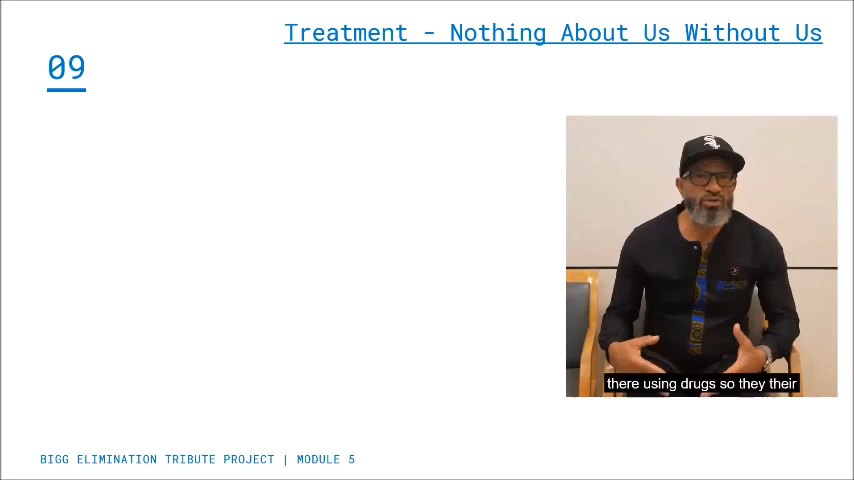 Treatment - Nothing About Us Without Us
09
there using drugs so they their
BIGG ELIMINATION TRIBUTE PROJECT | MODULE 5